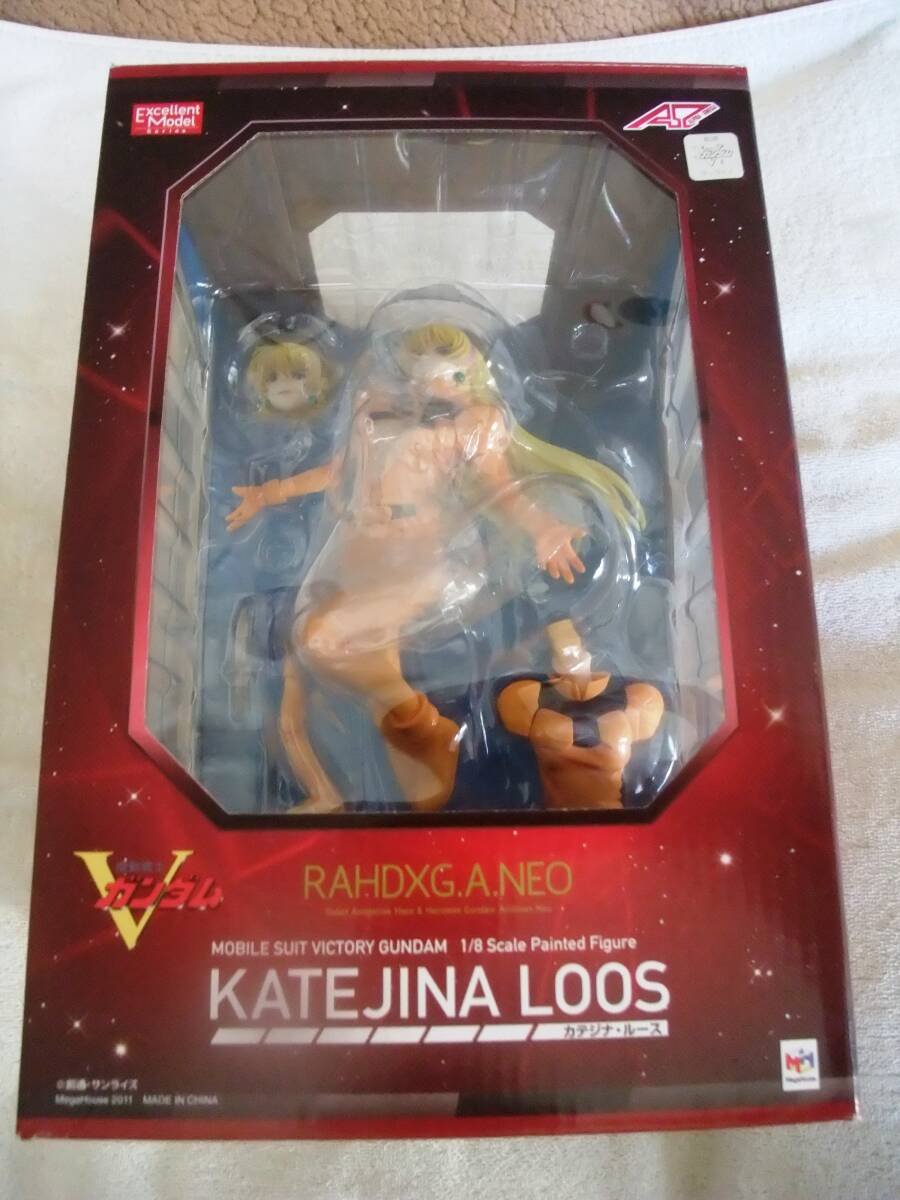 Excellent
Model
Series
機動戦士
ガンダム
V
RAHDXG.A.NEO
MOBILE SUIT VICTORY GUNDAM 1/8 Scale Painted Figure
KATEJINA LOOS
カテジナ・ルース
©創通・サンライズ
MegaHouse 2011 MADE IN CHINA
MegaHouse